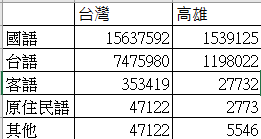 台灣 高雄
國語 15637592 1539125
台語 7475980 1198022
客語 353419 27732
原住民語 47122 2773
其他 47122 5546